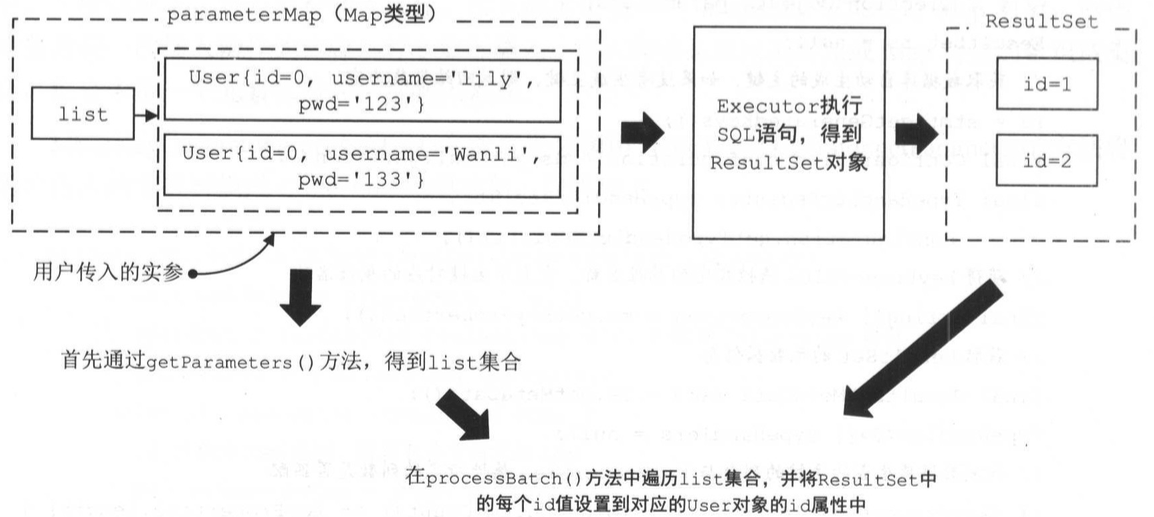 parameterMap（Map类型）
list
User{id=0, username='lily',
pwd='123'}
User{id=0, username='Wanli',
pwd='133'}
Executor执行
SQL语句，得到
ResultSet对象
ResultSet
id=1
id=2
用户传入的实参
首先通过getParameters()方法，得到list集合
在processBatch()方法中遍历list集合，并将ResultSet中
的每个id值设置到对应的User对象的id属性中